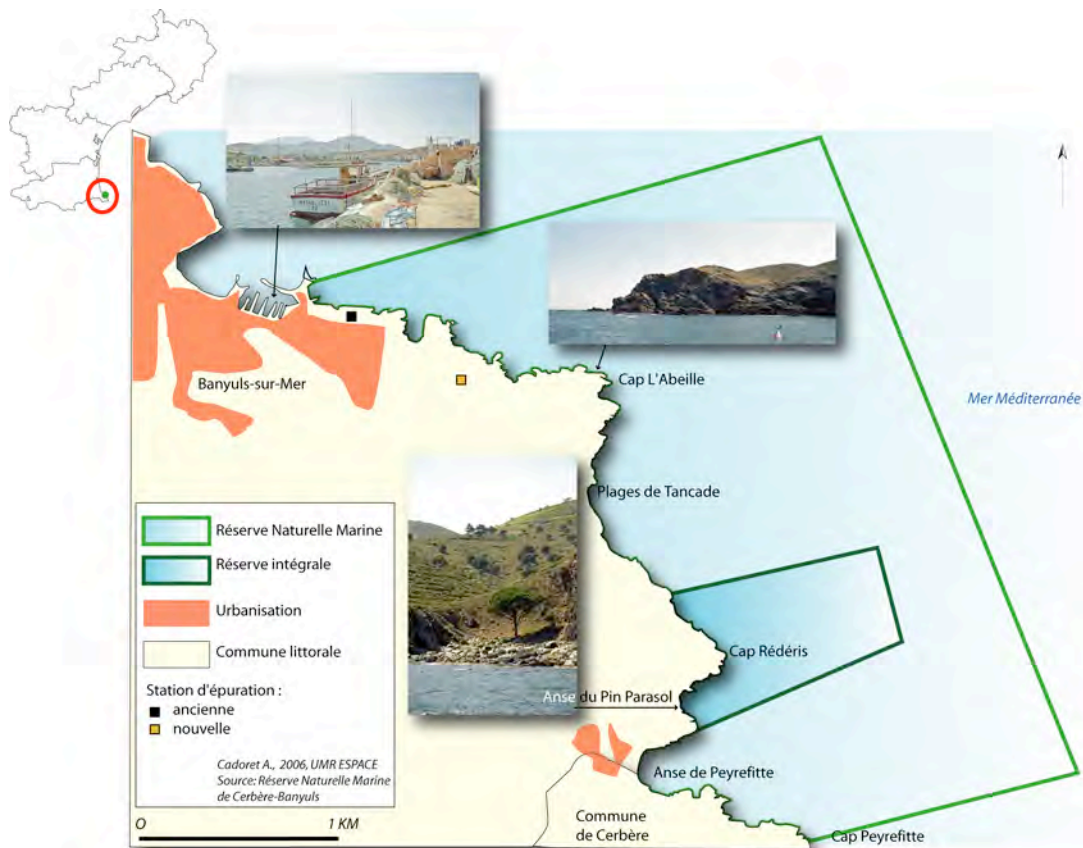 Banyuls-sur-Mer
Cap L'Abeille
Mer Méditerranée
Plages de Tancade
Réserve Naturelle Marine
Réserve intégrale
Urbanisation
Commune littorale
Station d'épuration :
ancienne
nouvelle
Cadoret A., 2006, UMR ESPACE
Source: Réserve Naturelle Marine
de Cerbère-Banyuls
O 1 KM
Cap Rédéris
Anse du Pin Parasol
Anse de Peyrefitte
Commune
de Cerbère
Cap Peyrefitte